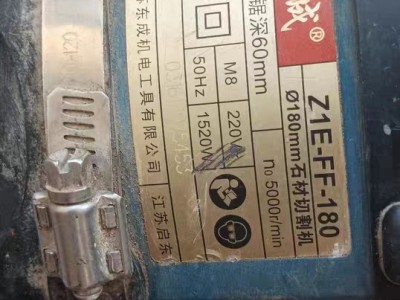 成®
Z1E-FF-180
Ø180mm石材切割机
锯深60mm
n₀ 5000r/min
M8
220V
50Hz
1520W
苏东成机电工具有限公司
江苏启东